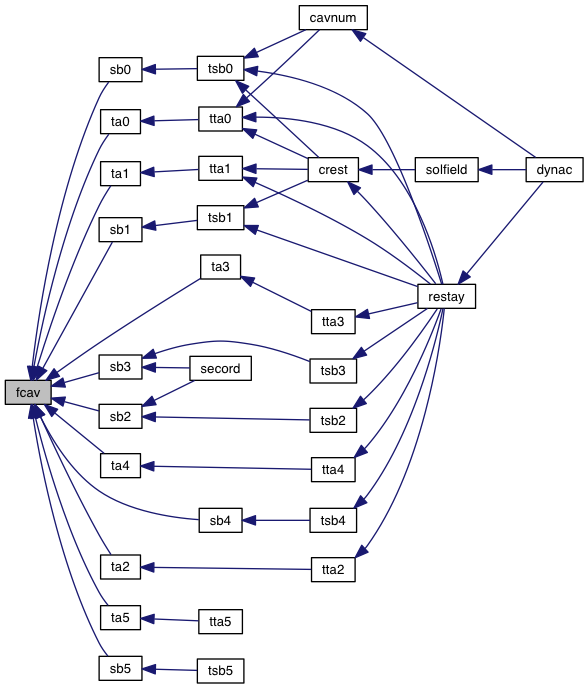 cavnum
sb0
tsb0
ta0
tta0
ta1
tta1
crest
solfield
dynac
sb1
tsb1
ta3
restay
tta3
sb3
secord
tsb3
fcav
sb2
tsb2
ta4
tta4
sb4
tsb4
ta2
tta2
ta5
tta5
sb5
tsb5